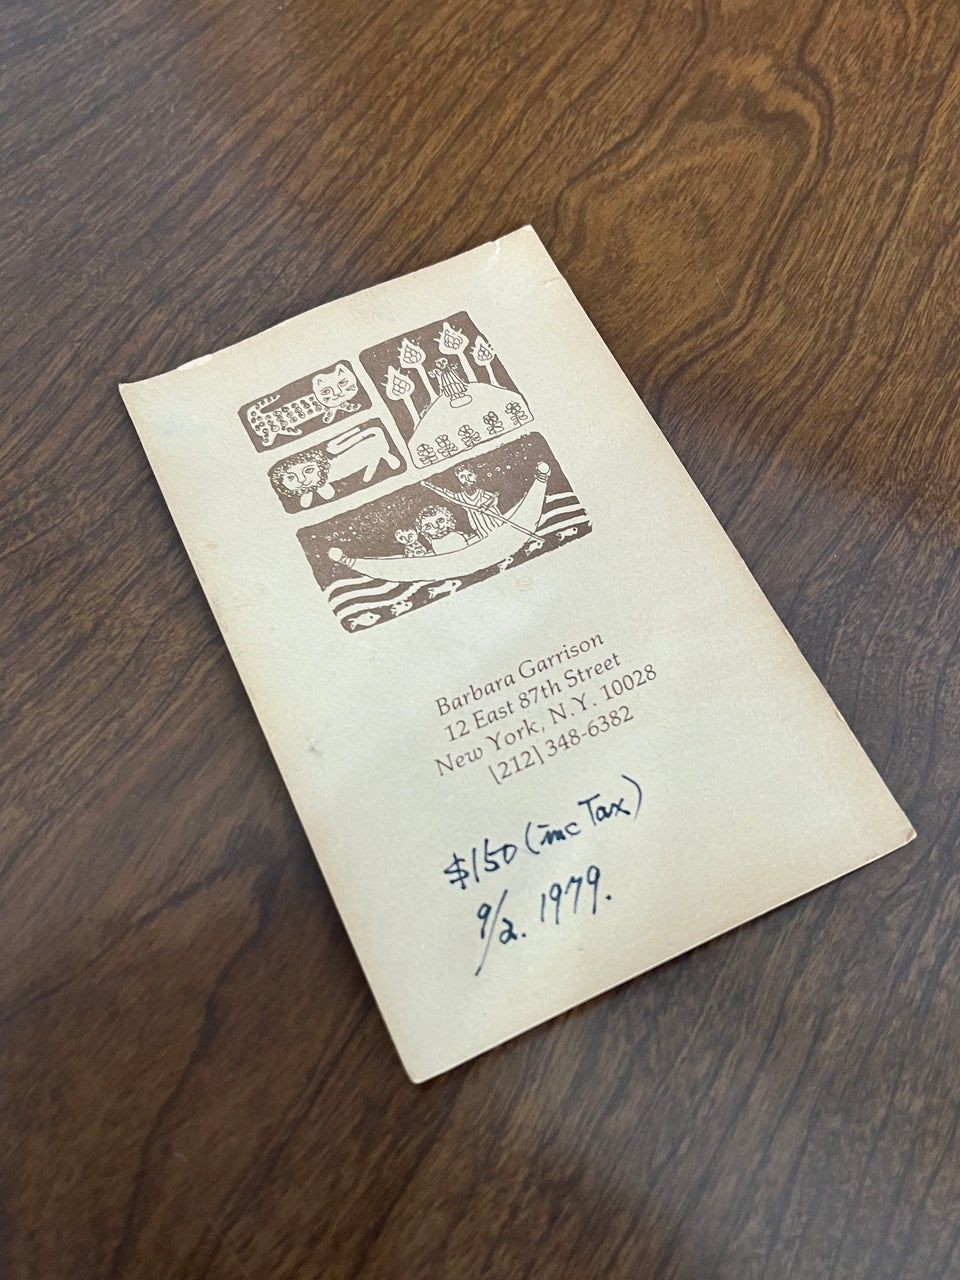 Barbara Garrison
12 East 87th Street
New York, N.Y. 10028
[212] 348-6382
$150 (inc Tax)
9/2. 1979.